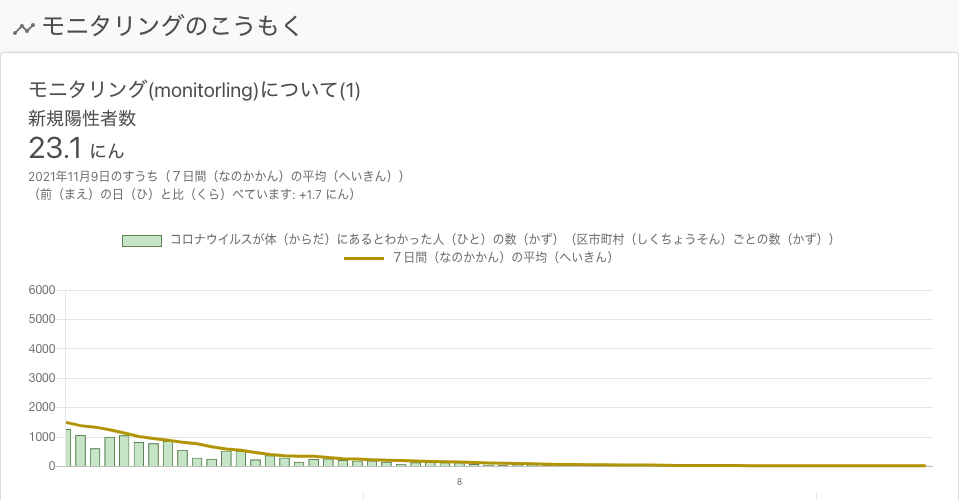 モニタリングのこうもく
モニタリング(monitorling)について(1)
新規陽性者数
23.1 にん
2021年11月9日のすうち（７日間（なのかかん）の平均（へいきん））
（前（まえ）の日（ひ）と比（くら）べています: +1.7 にん）
コロナウイルスが体（からだ）にあるとわかった人（ひと）の数（かず）（区市町村（しくちょうそん）ごとの数（かず））
７日間（なのかかん）の平均（へいきん）
6000
5000
4000
3000
2000
1000
0
8